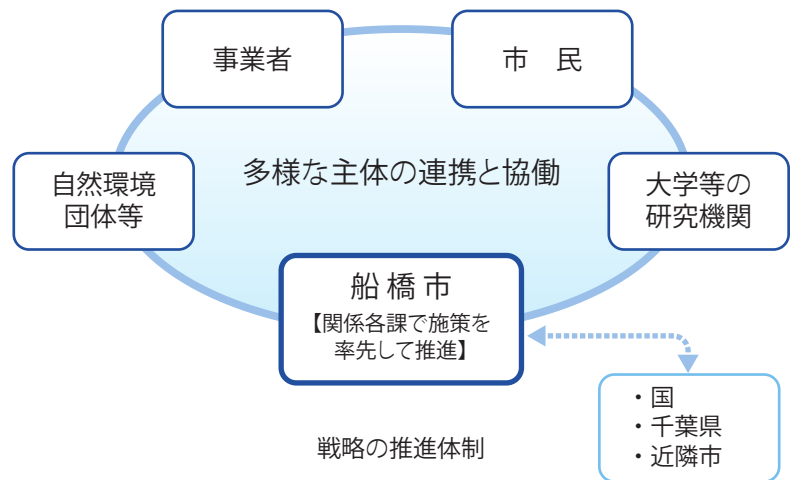 事業者
市　民
多様な主体の連携と協働
自然環境
団体等
大学等の
研究機関
船橋市
【関係各課で施策を
率先して推進】
・国
・千葉県
・近隣市
戦略の推進体制